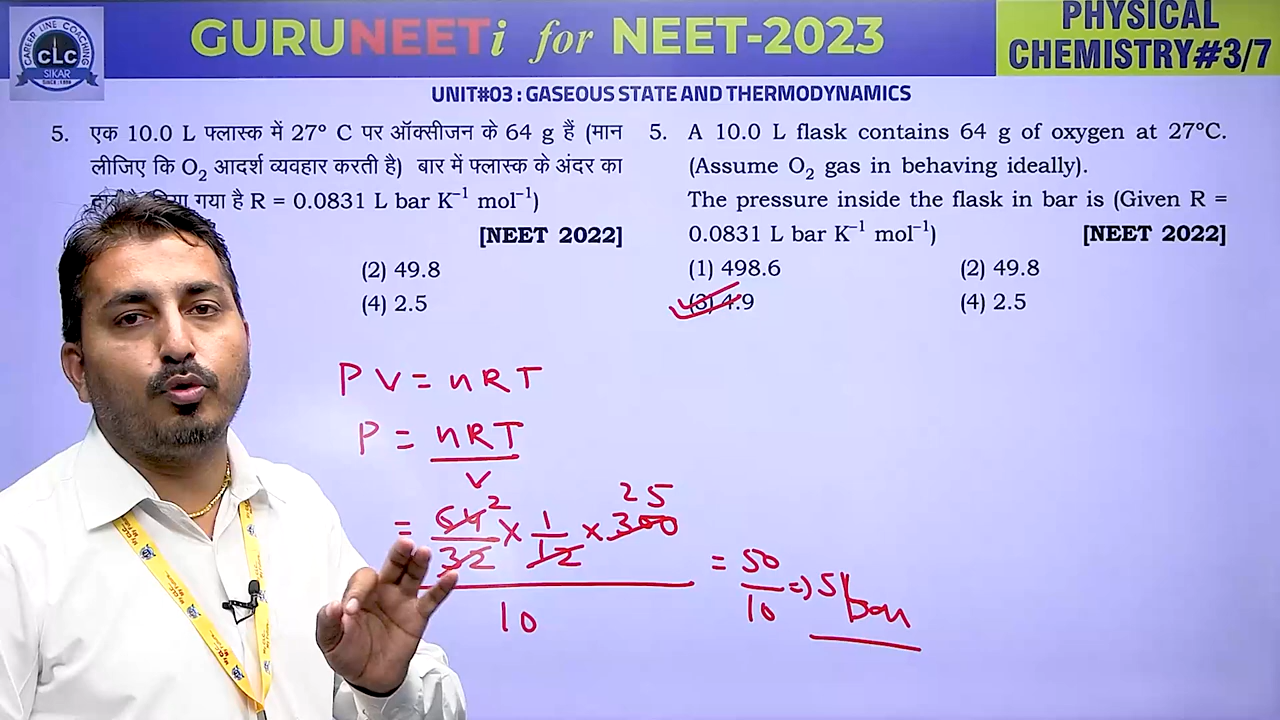 CAREER LINE COACHING
CLC
SIKAR
GURUNEETi for NEET-2023
PHYSICAL
CHEMISTRY#3/7
UNIT#03 : GASEOUS STATE AND THERMODYNAMICS
5. एक 10.0 L फ्लास्क में 27° C पर ऑक्सीजन के 64 g हैं (मान
लीजिए कि O₂ आदर्श व्यवहार करती है) बार में फ्लास्क के अंदर का
गया है R = 0.0831 L bar K⁻¹ mol⁻¹)
[NEET 2022]
(2) 49.8
(4) 2.5
5. A 10.0 L flask contains 64 g of oxygen at 27°C.
(Assume O₂ gas in behaving ideally).
The pressure inside the flask in bar is (Given R =
0.0831 L bar K⁻¹ mol⁻¹) [NEET 2022]
(1) 498.6 (2) 49.8
(3) 4.9 (4) 2.5
PV = nRT
P = nRT
V
= 64 2 × 1 × 300 25
32 12
10
= 50
10 => 5 bar